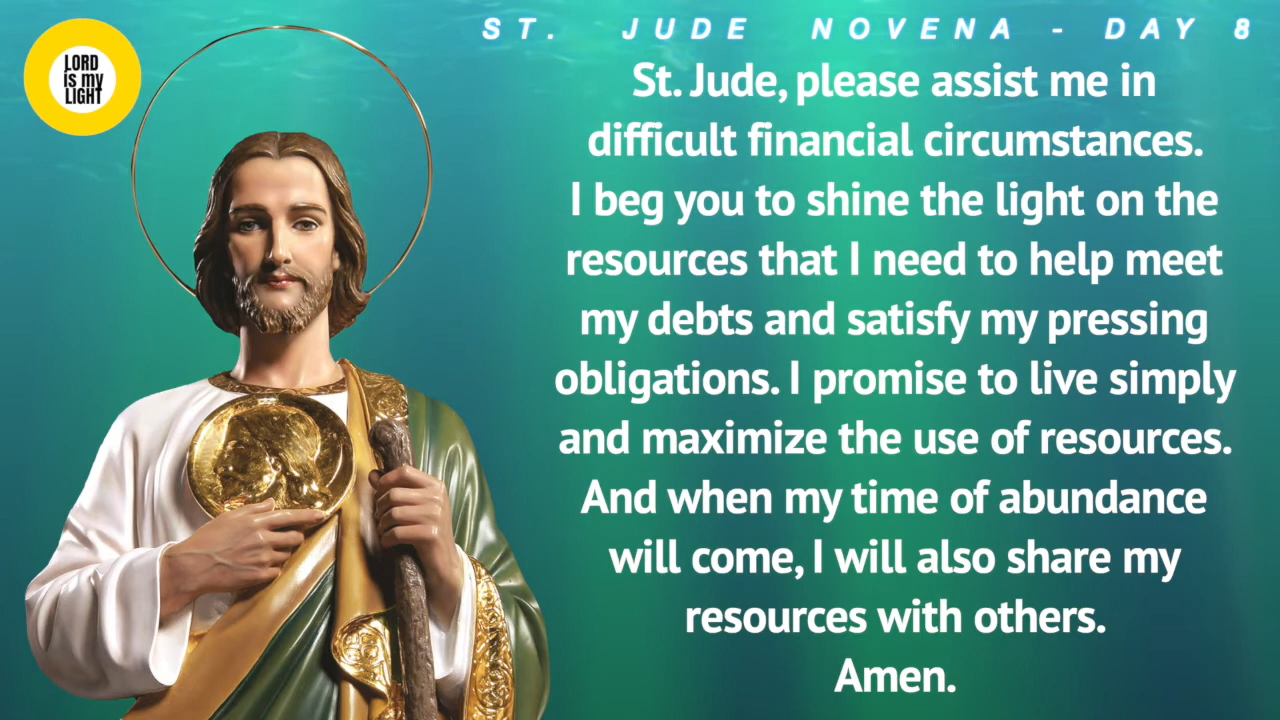 LORD
is my
LIGHT
ST. JUDE NOVENA - DAY 8
St. Jude, please assist me in
difficult financial circumstances.
I beg you to shine the light on the
resources that I need to help meet
my debts and satisfy my pressing
obligations. I promise to live simply
and maximize the use of resources.
And when my time of abundance
will come, I will also share my
resources with others.
Amen.